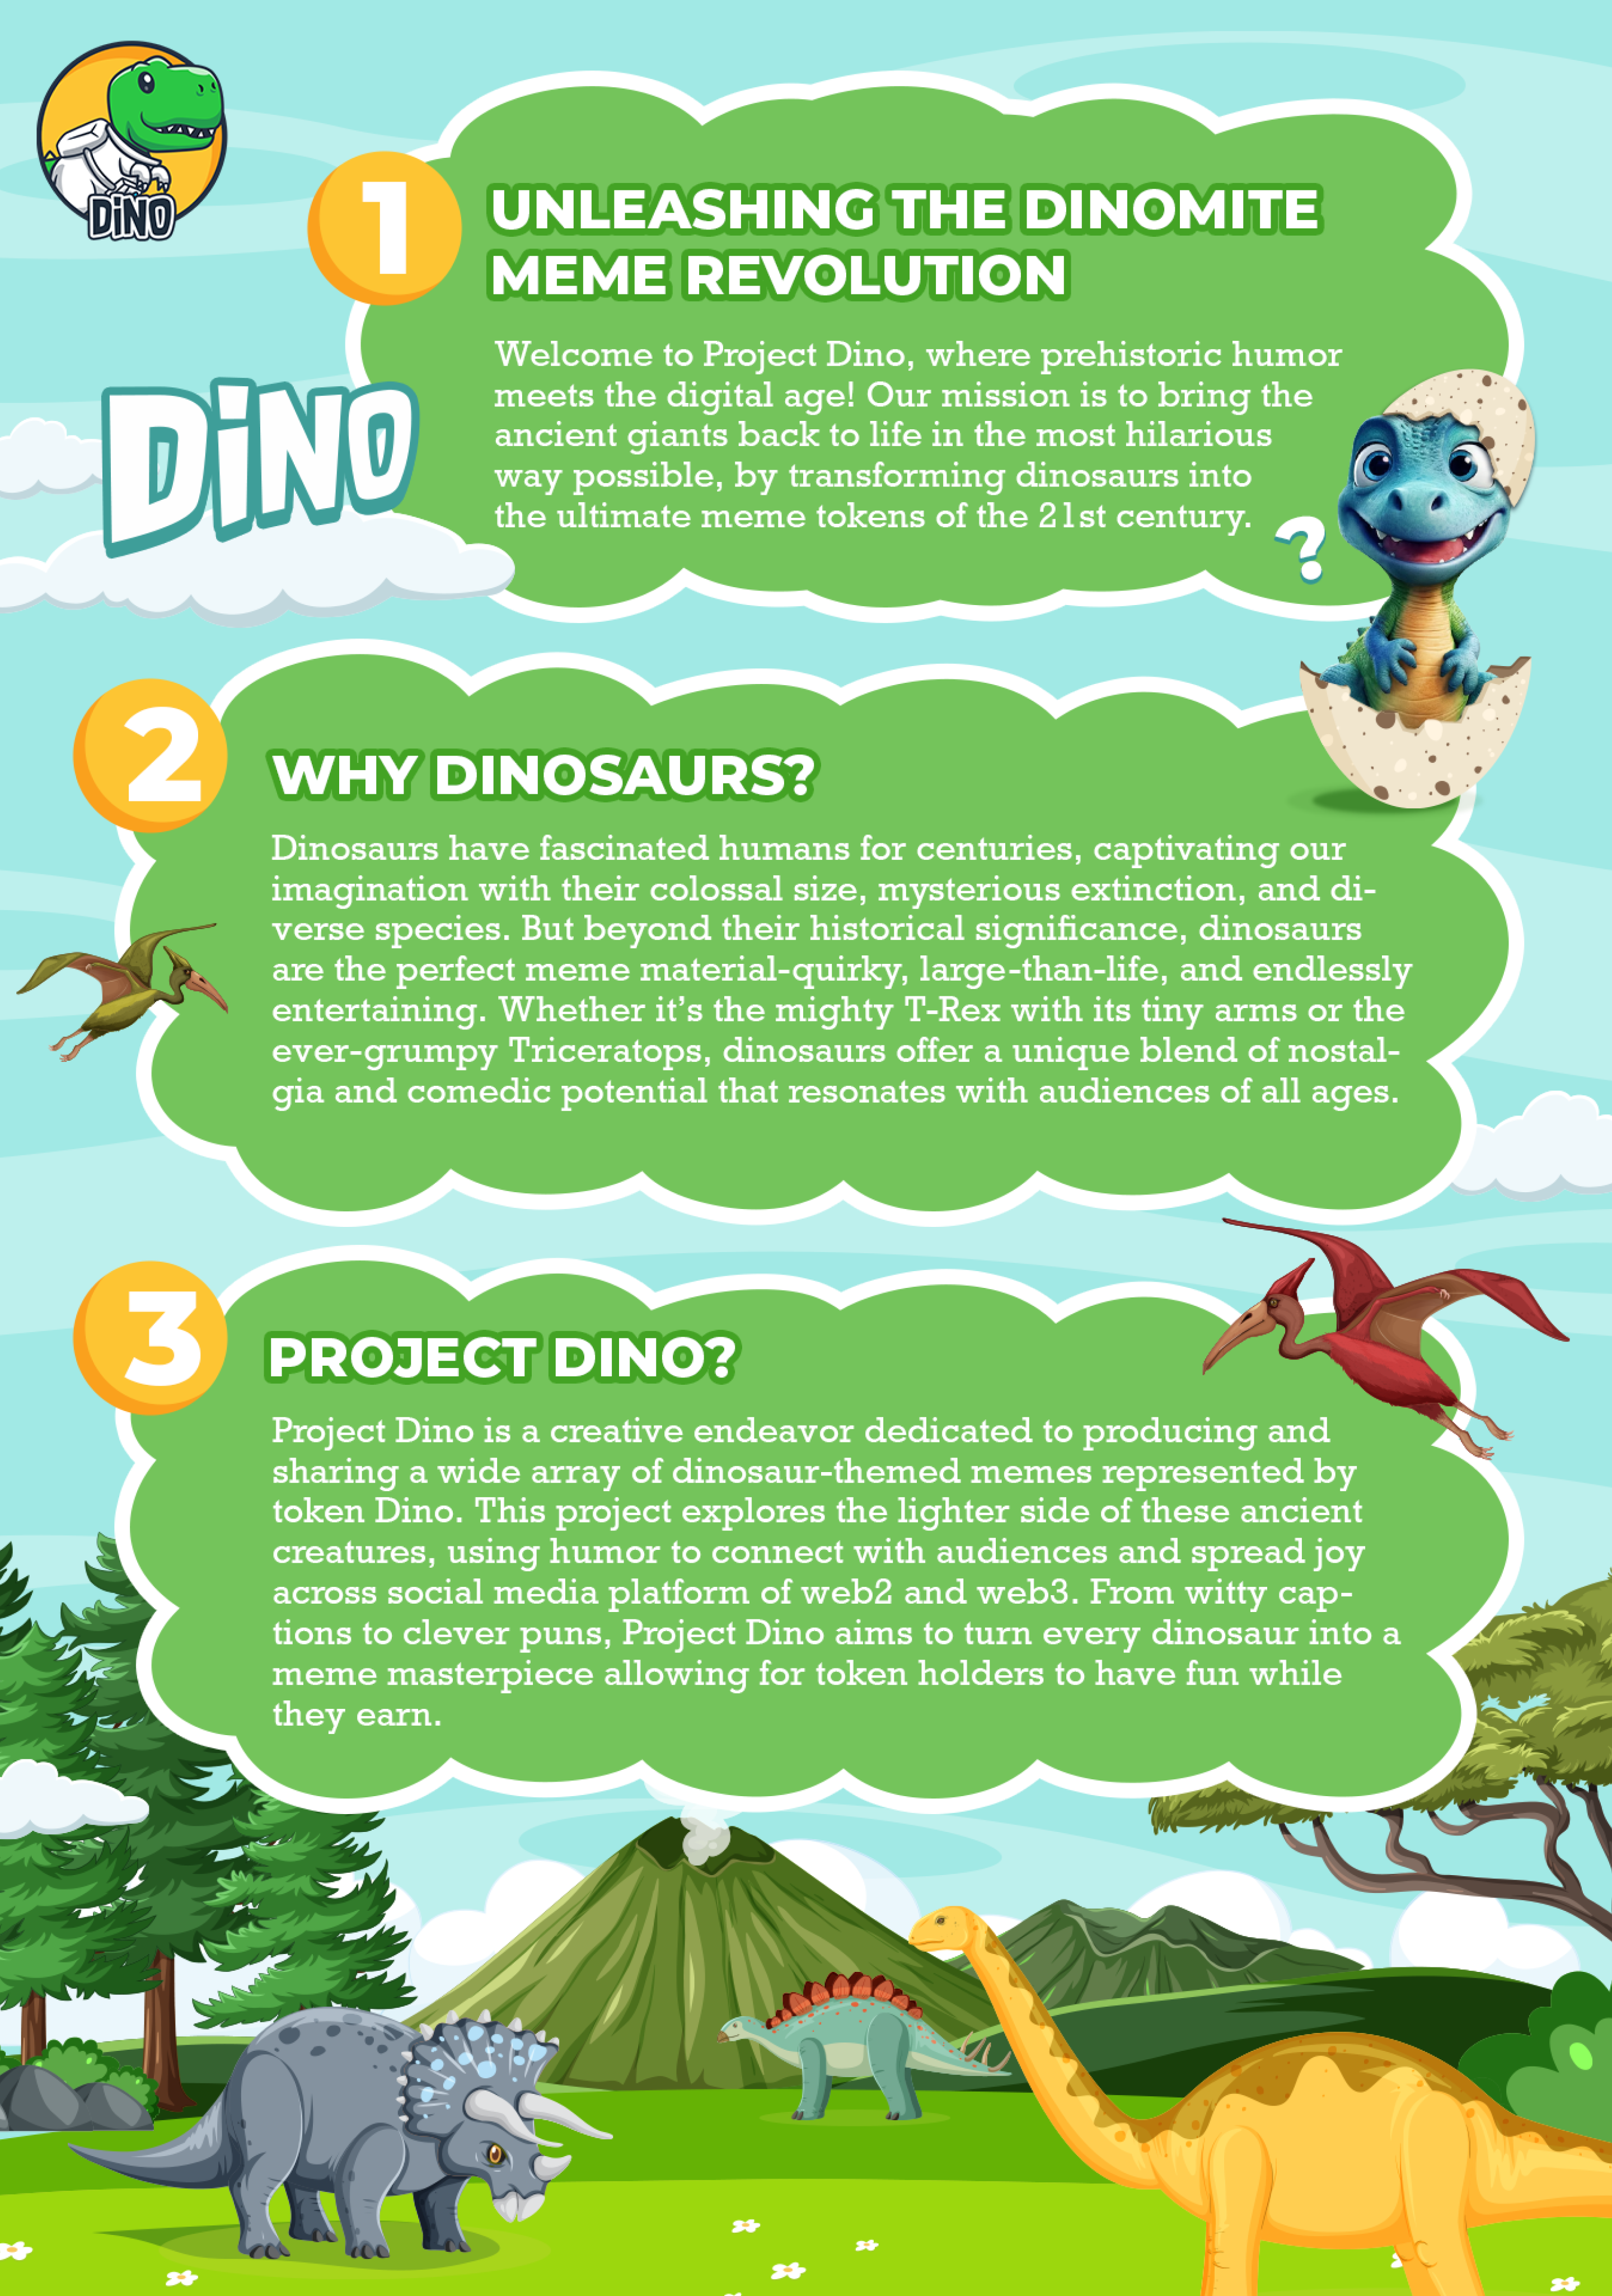 DiNO
1
UNLEASHING THE DINOMITE
MEME REVOLUTION
Welcome to Project Dino, where prehistoric humor
meets the digital age! Our mission is to bring the
ancient giants back to life in the most hilarious
way possible, by transforming dinosaurs into
the ultimate meme tokens of the 21st century.
DiNO
?
2
WHY DINOSAURS?
Dinosaurs have fascinated humans for centuries, captivating our
imagination with their colossal size, mysterious extinction, and di-
verse species. But beyond their historical significance, dinosaurs
are the perfect meme material-quirky, large-than-life, and endlessly
entertaining. Whether it's the mighty T-Rex with its tiny arms or the
ever-grumpy Triceratops, dinosaurs offer a unique blend of nostal-
gia and comedic potential that resonates with audiences of all ages.
3
PROJECT DINO?
Project Dino is a creative endeavor dedicated to producing and
sharing a wide array of dinosaur-themed memes represented by
token Dino. This project explores the lighter side of these ancient
creatures, using humor to connect with audiences and spread joy
across social media platform of web2 and web3. From witty cap-
tions to clever puns, Project Dino aims to turn every dinosaur into a
meme masterpiece allowing for token holders to have fun while
they earn.